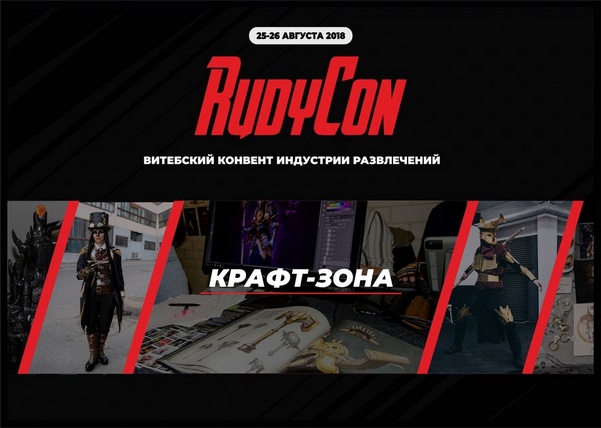 25-26 АВГУСТА 2018
RUDYCON
ВИТЕБСКИЙ КОНВЕНТ ИНДУСТРИИ РАЗВЛЕЧЕНИЙ
КРАФТ-ЗОНА